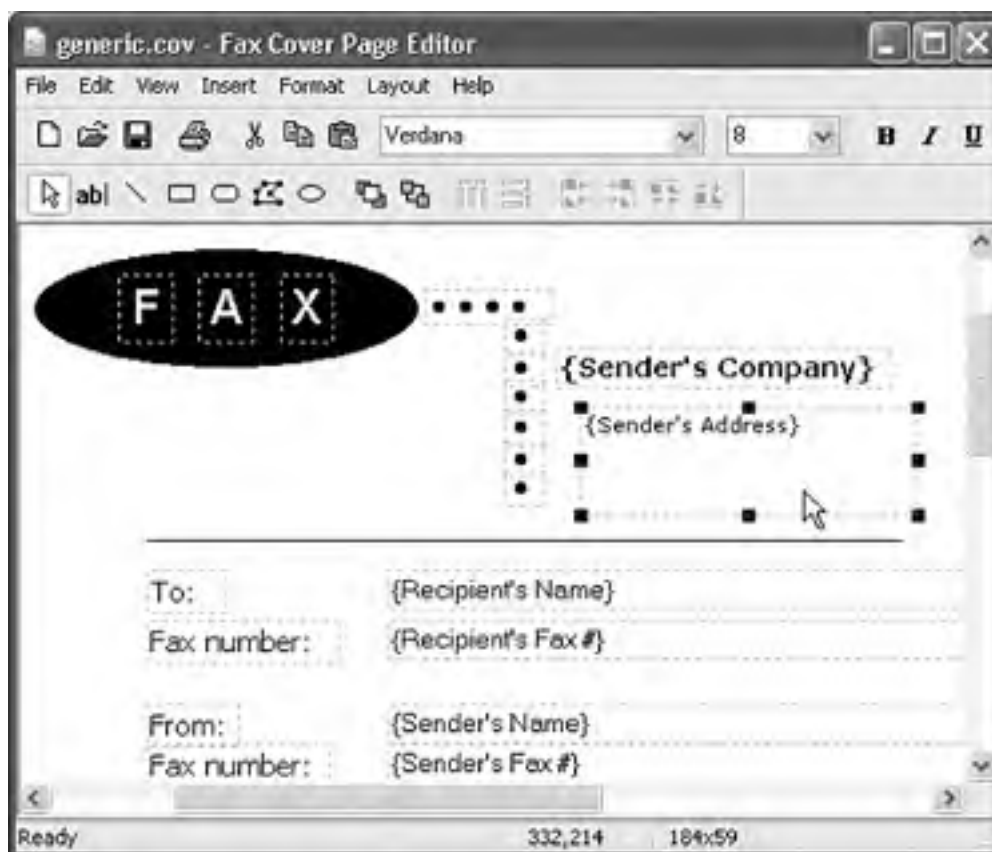 generic.cov - Fax Cover Page Editor
File Edit View Insert Format Layout Help
Verdana 8 B I U
ab|
F A X
{Sender's Company}
{Sender's Address}
To: {Recipient's Name}
Fax number: {Recipient's Fax#}
From: {Sender's Name}
Fax number: {Sender's Fax#}
Ready 332,214 184x59